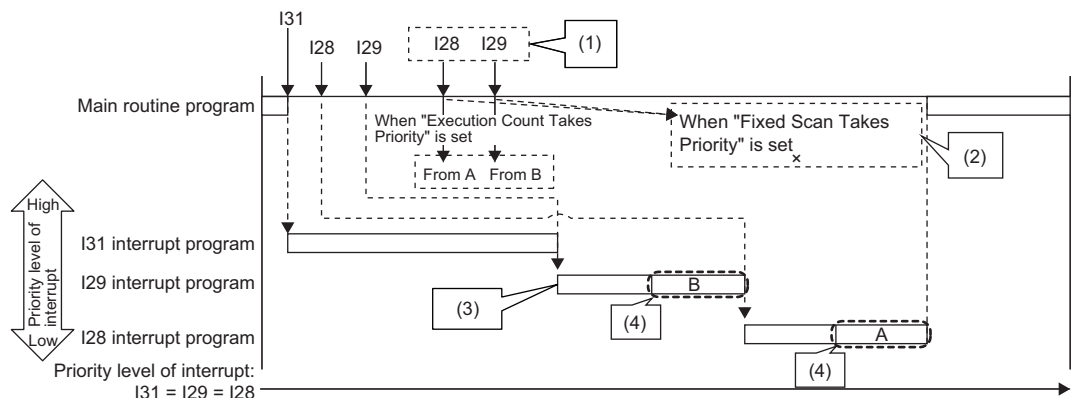 I31
I28
I29
I28
I29
(1)
Main routine program
When "Execution Count Takes
Priority" is set
When "Fixed Scan Takes
Priority" is set
×
(2)
From A
From B
High
Priority level of
interrupt
Low
I31 interrupt program
I29 interrupt program
B
(3)
(4)
I28 interrupt program
A
(4)
Priority level of interrupt:
I31 = I29 = I28